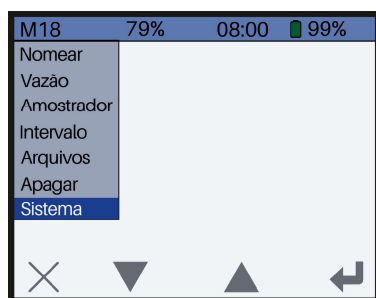 M18 79% 08:00 99%
Nomear
Vazão
Amostrador
Intervalo
Arquivos
Apagar
Sistema